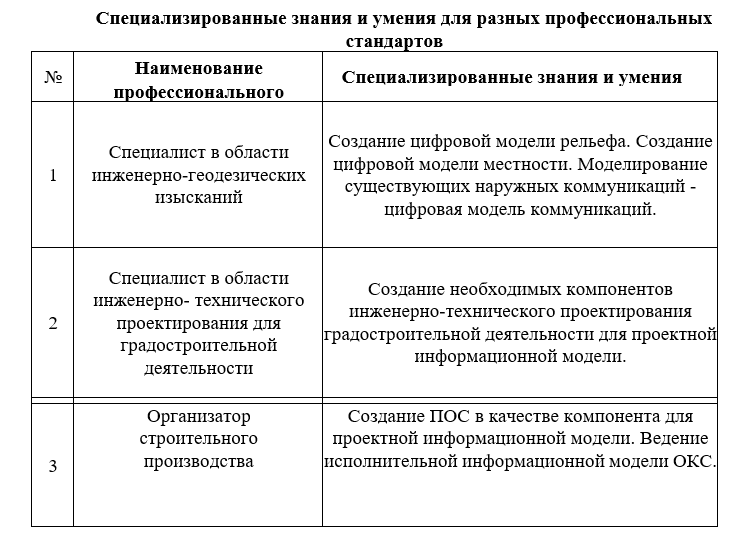 Специализированные знания и умения для разных профессиональных
стандартов
№
Наименование
профессионального
Специализированные знания и умения
1
Специалист в области
инженерно-геодезических
изысканий
Создание цифровой модели рельефа. Создание
цифровой модели местности. Моделирование
существующих наружных коммуникаций -
цифровая модель коммуникаций.
2
Специалист в области
инженерно- технического
проектирования для
градостроительной
деятельности
Создание необходимых компонентов
инженерно-технического проектирования
градостроительной деятельности для проектной
информационной модели.
3
Организатор
строительного
производства
Создание ПОС в качестве компонента для
проектной информационной модели. Ведение
исполнительной информационной модели ОКС.